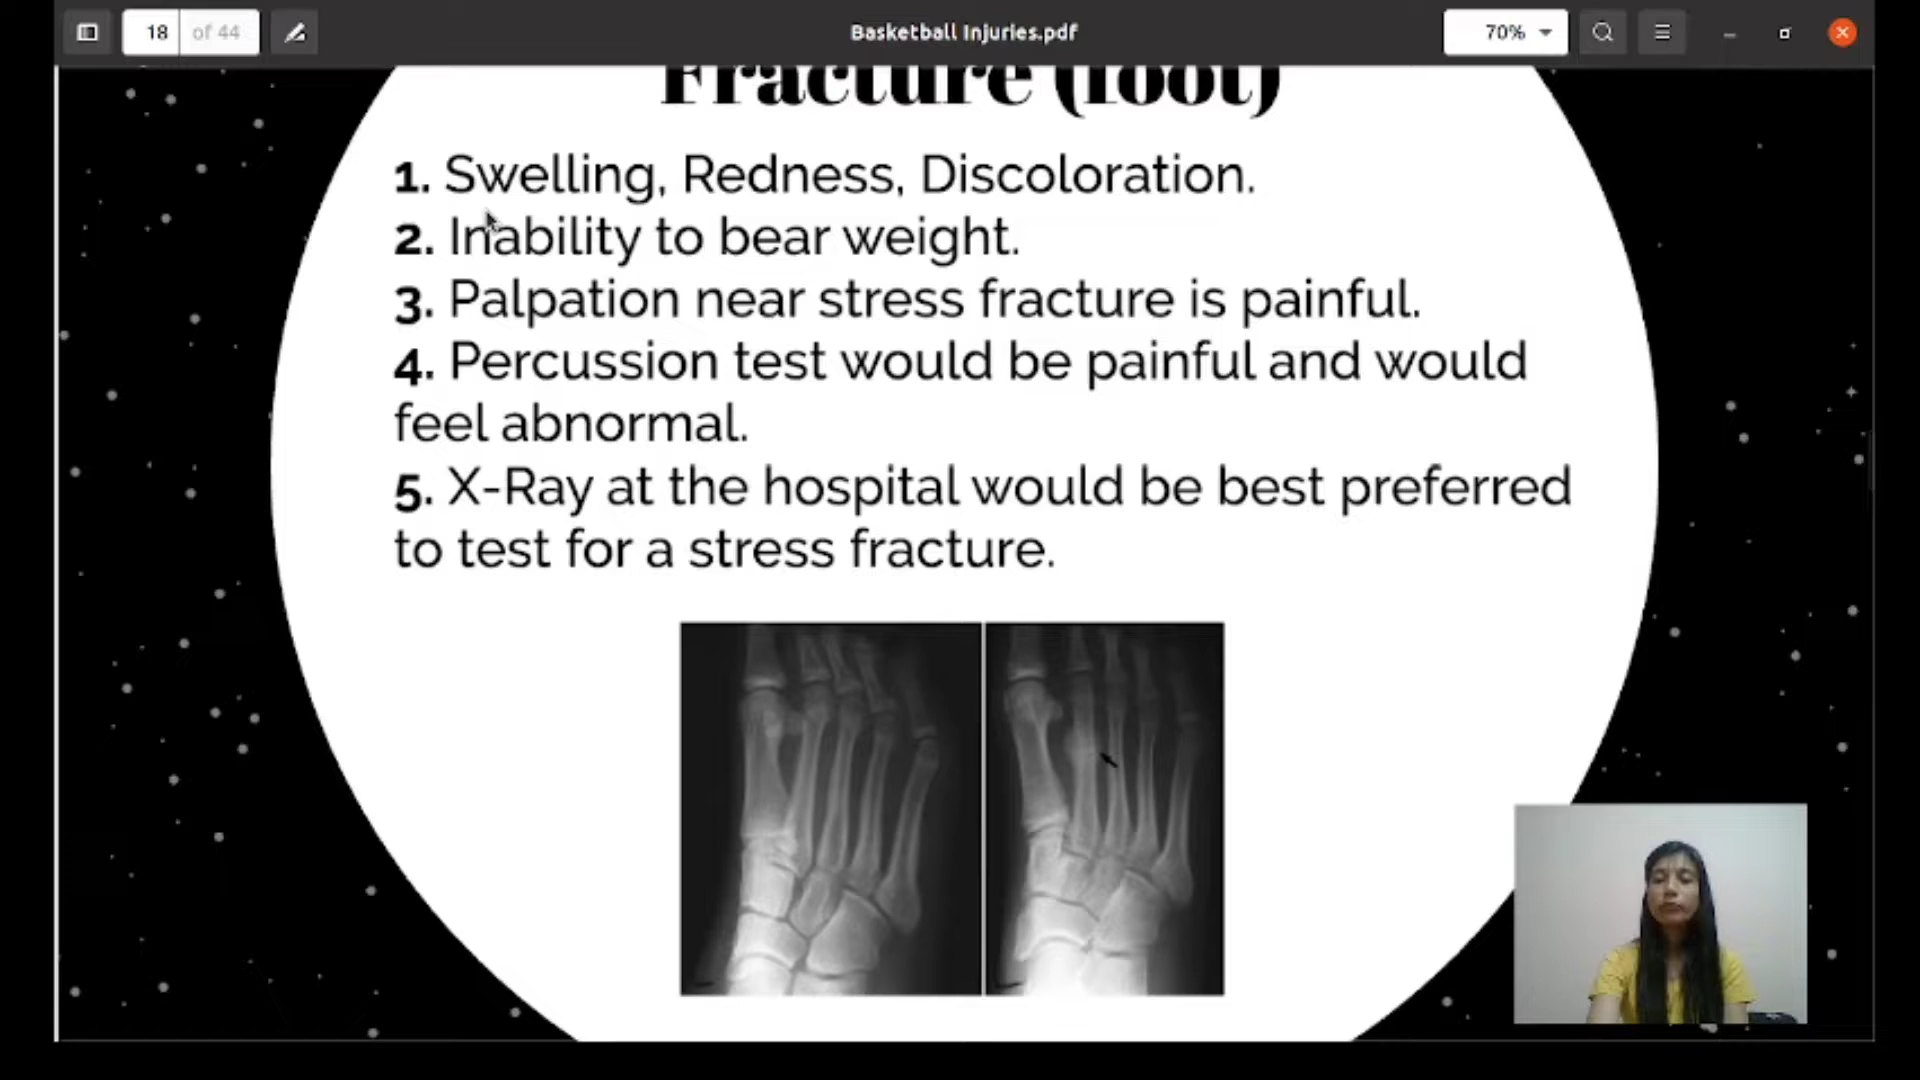 18 of 44
Basketball Injuries.pdf
70%
Fracture (foot)
1. Swelling, Redness, Discoloration.
2. Inability to bear weight.
3. Palpation near stress fracture is painful.
4. Percussion test would be painful and would
feel abnormal.
5. X-Ray at the hospital would be best preferred
to test for a stress fracture.